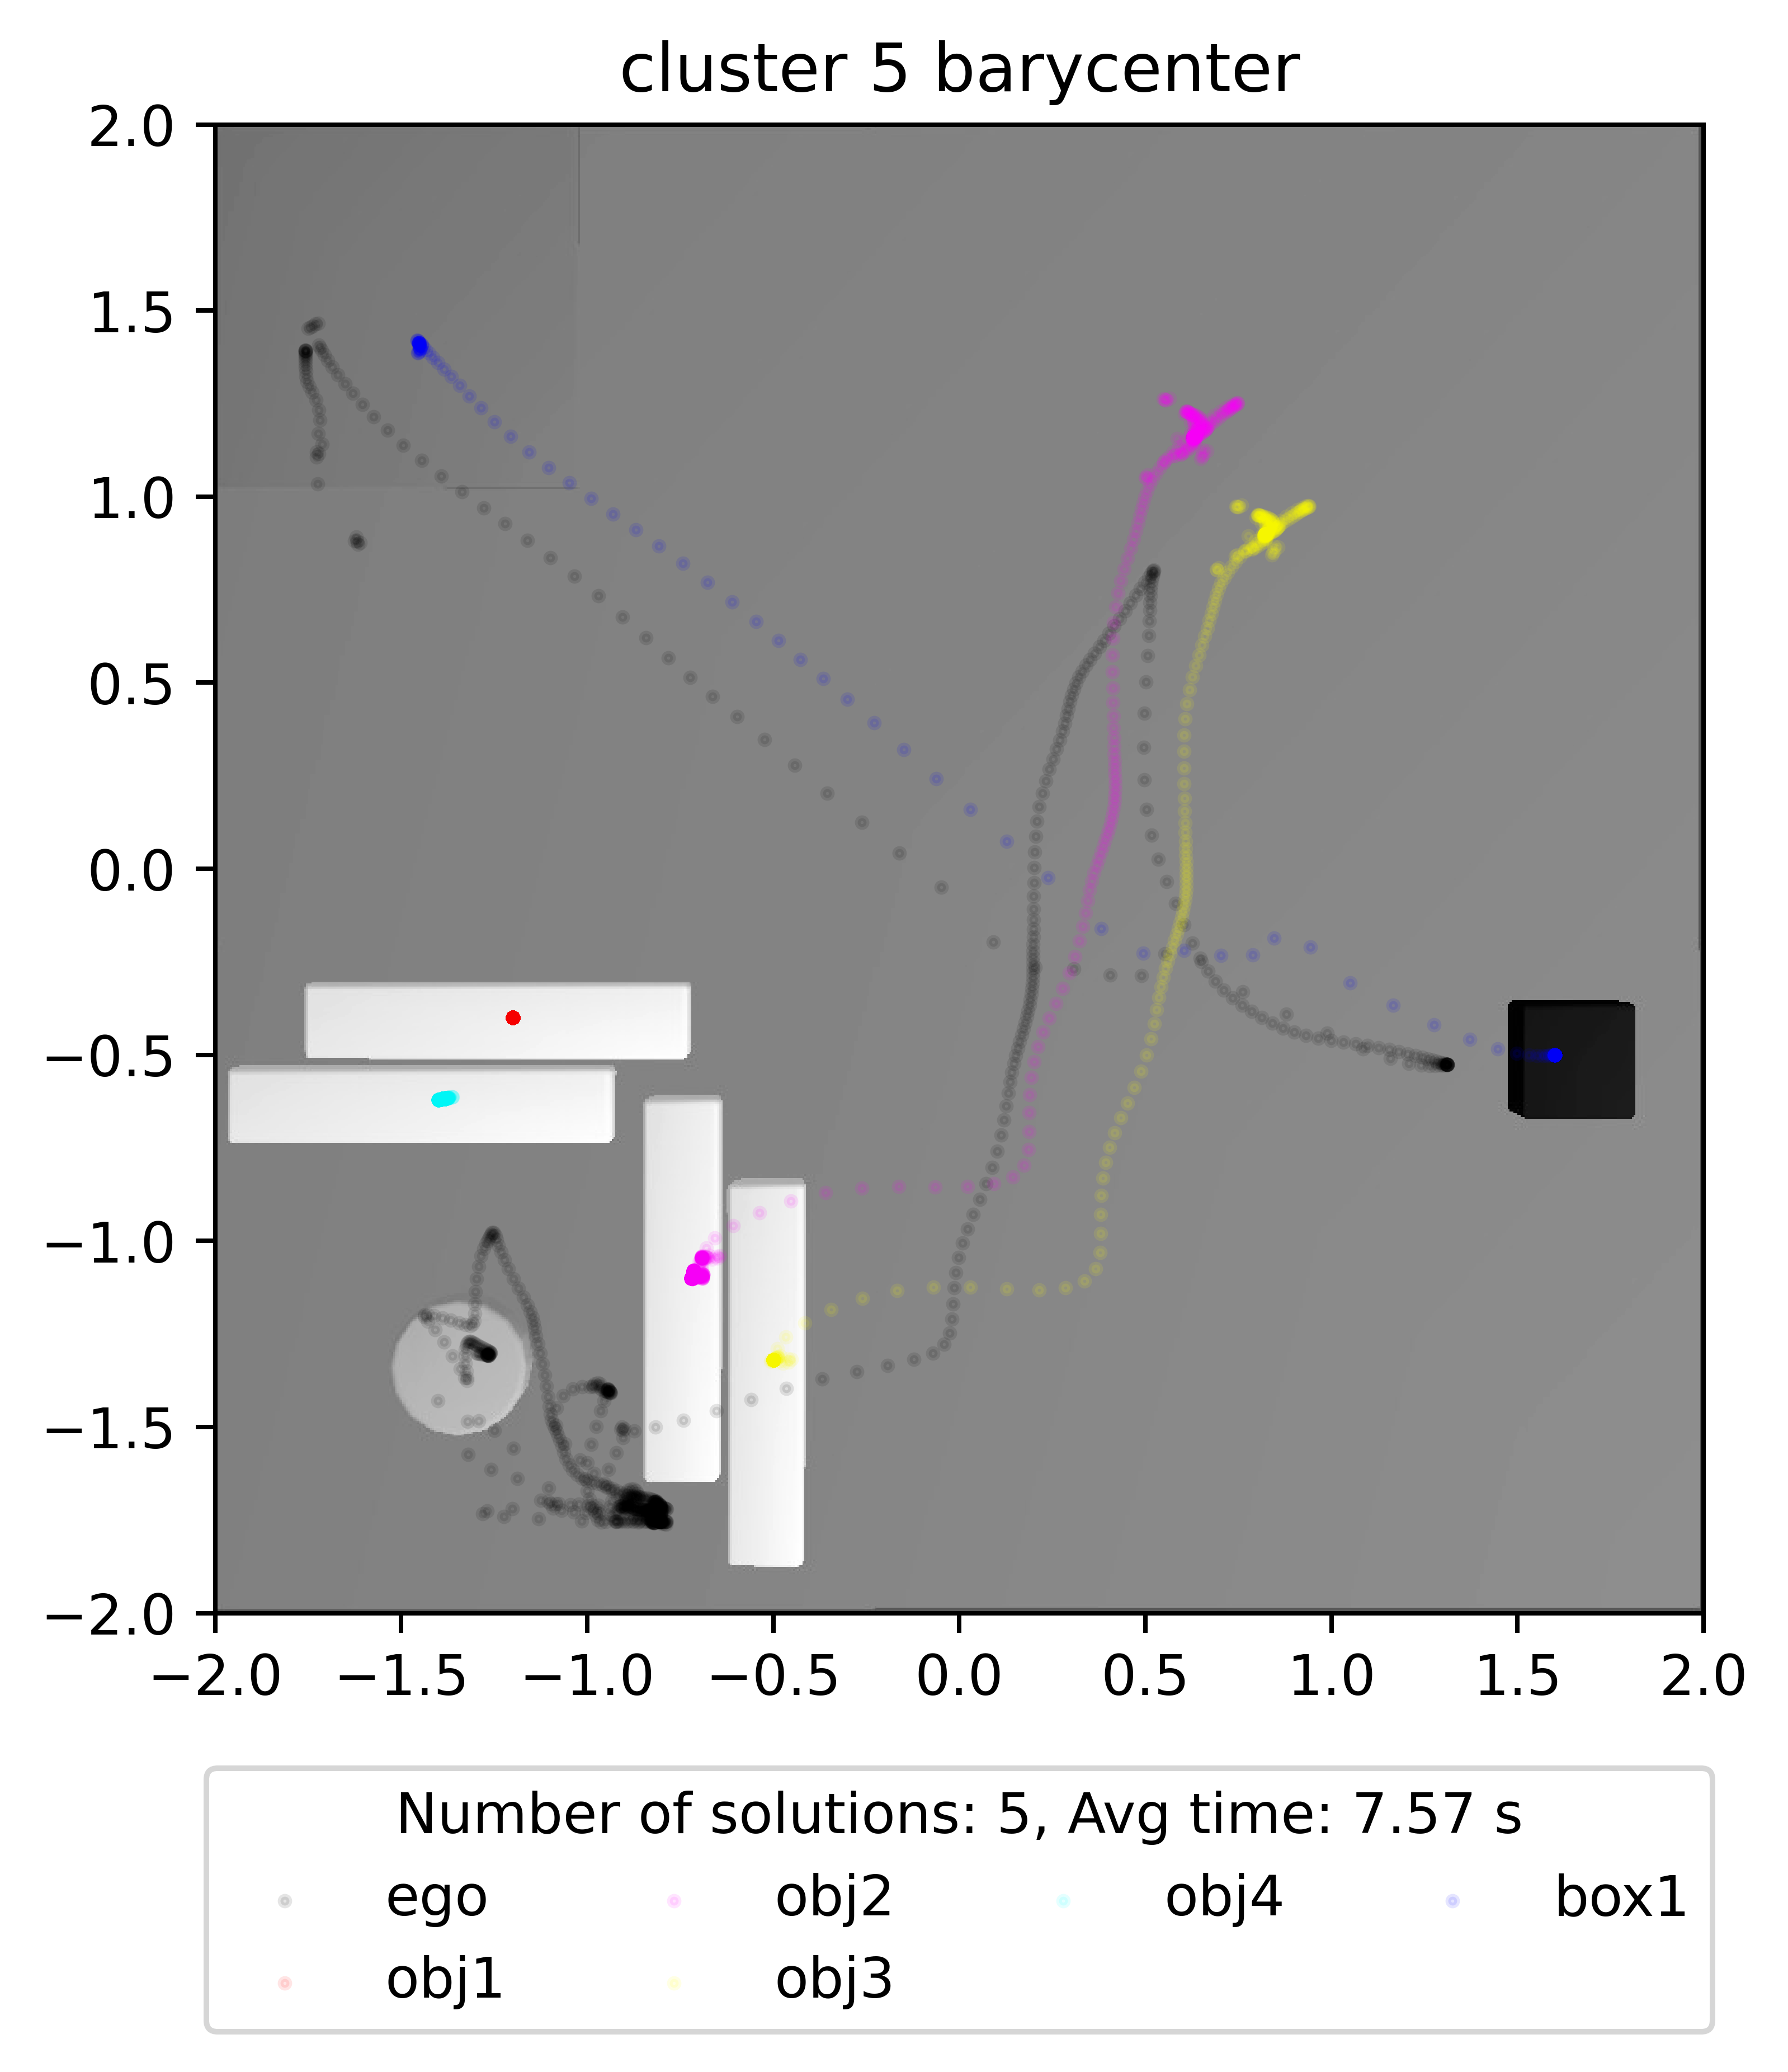 cluster 5 barycenter
2.0
1.5
1.0
0.5
0.0
−0.5
−1.0
−1.5
−2.0
−2.0 −1.5 −1.0 −0.5 0.0 0.5 1.0 1.5 2.0
Number of solutions: 5, Avg time: 7.57 s
ego obj2 obj4 box1
obj1 obj3